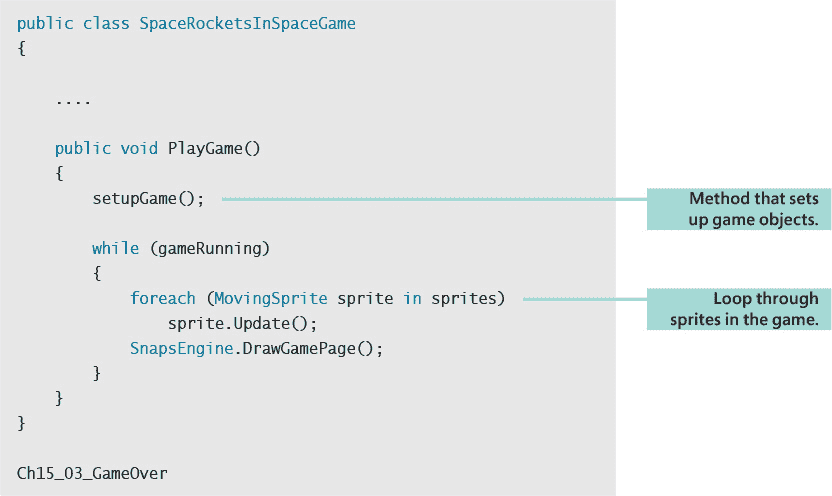 public class SpaceRocketsInSpaceGame
{
....
public void PlayGame()
{
setupGame();
Method that sets
up game objects.
while (gameRunning)
{
foreach (MovingSprite sprite in sprites)
Loop through
sprites in the game.
sprite.Update();
SnapsEngine.DrawGamePage();
}
}
}
Ch15_03_GameOver